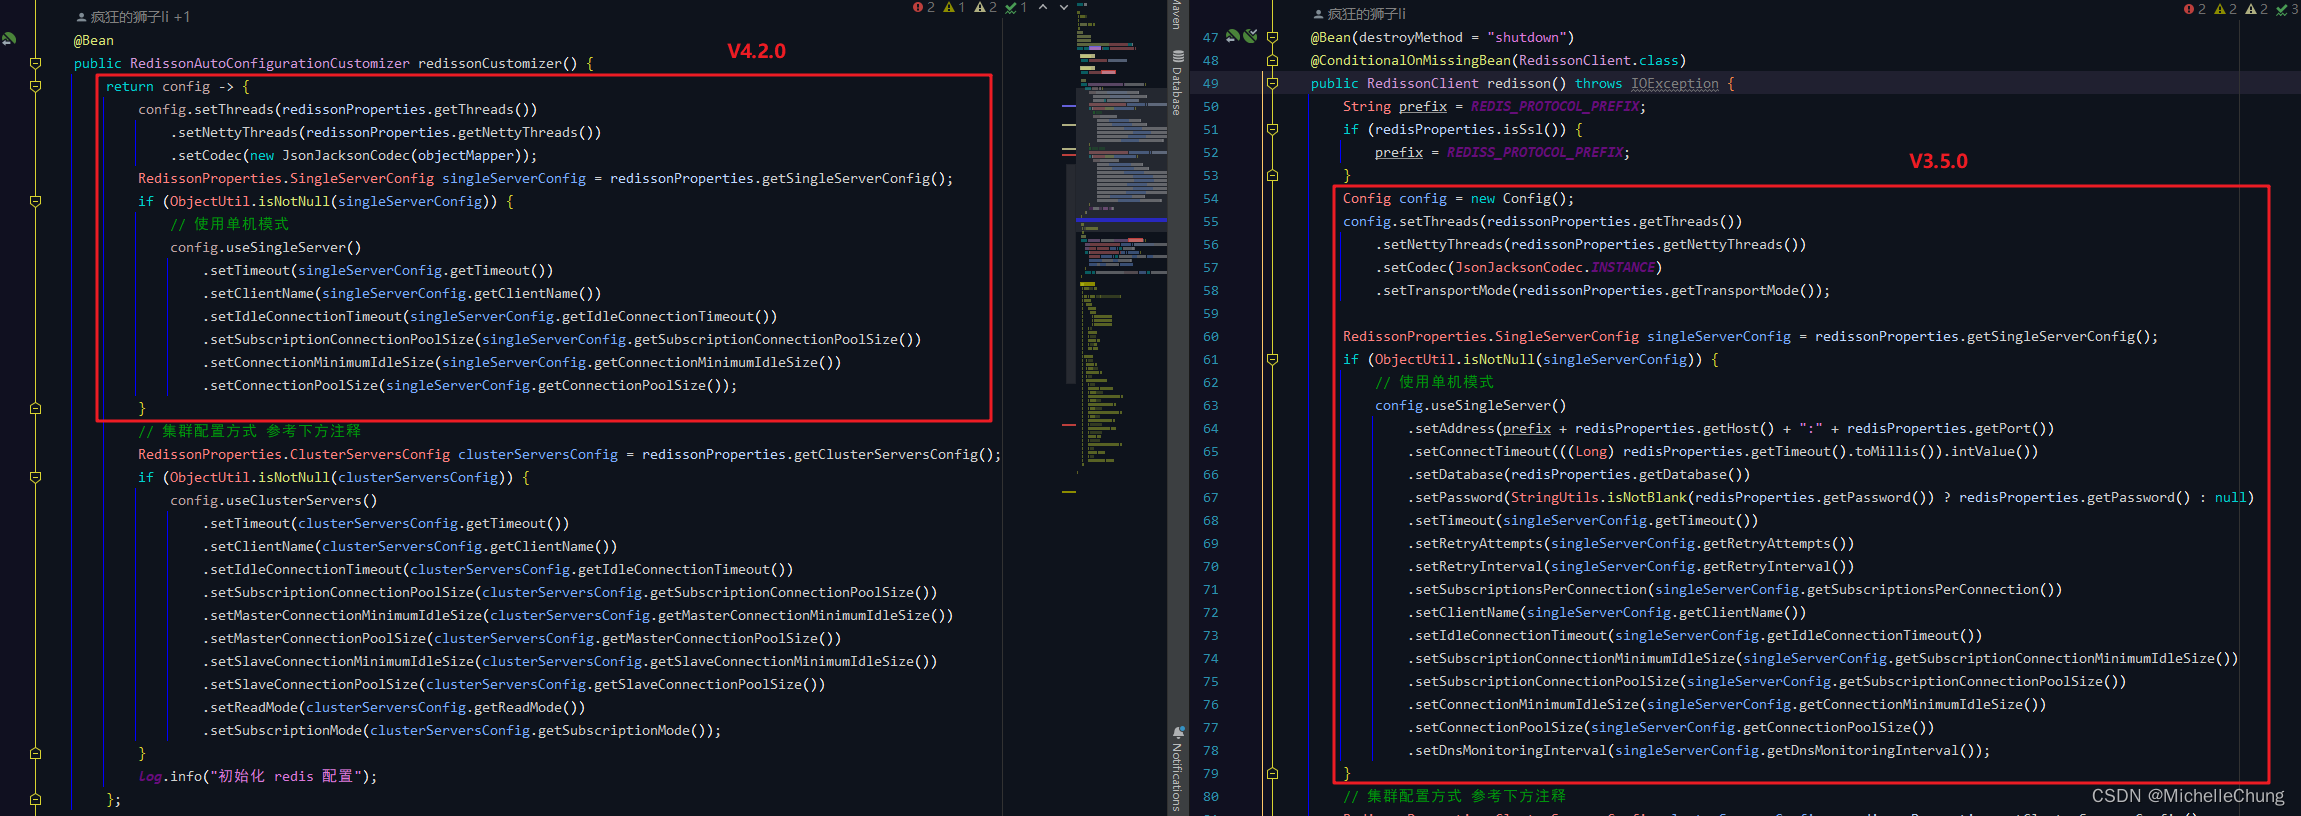 疯狂的狮子li +1
2 1 2 1
@Bean
V4.2.0
public RedissonAutoConfigurationCustomizer redissonCustomizer() {
return config -> {
config.setThreads(redissonProperties.getThreads())
.setNettyThreads(redissonProperties.getNettyThreads())
.setCodec(new JsonJacksonCodec(objectMapper));
RedissonProperties.SingleServerConfig singleServerConfig = redissonProperties.getSingleServerConfig();
if (ObjectUtil.isNotNull(singleServerConfig)) {
// 使用单机模式
config.useSingleServer()
.setTimeout(singleServerConfig.getTimeout())
.setClientName(singleServerConfig.getClientName())
.setIdleConnectionTimeout(singleServerConfig.getIdleConnectionTimeout())
.setSubscriptionConnectionPoolSize(singleServerConfig.getSubscriptionConnectionPoolSize())
.setConnectionMinimumIdleSize(singleServerConfig.getConnectionMinimumIdleSize())
.setConnectionPoolSize(singleServerConfig.getConnectionPoolSize());
}
// 集群配置方式 参考下方注释
RedissonProperties.ClusterServersConfig clusterServersConfig = redissonProperties.getClusterServersConfig();
if (ObjectUtil.isNotNull(clusterServersConfig)) {
config.useClusterServers()
.setTimeout(clusterServersConfig.getTimeout())
.setClientName(clusterServersConfig.getClientName())
.setIdleConnectionTimeout(clusterServersConfig.getIdleConnectionTimeout())
.setSubscriptionConnectionPoolSize(clusterServersConfig.getSubscriptionConnectionPoolSize())
.setMasterConnectionMinimumIdleSize(clusterServersConfig.getMasterConnectionMinimumIdleSize())
.setMasterConnectionPoolSize(clusterServersConfig.getMasterConnectionPoolSize())
.setSlaveConnectionMinimumIdleSize(clusterServersConfig.getSlaveConnectionMinimumIdleSize())
.setSlaveConnectionPoolSize(clusterServersConfig.getSlaveConnectionPoolSize())
.setReadMode(clusterServersConfig.getReadMode())
.setSubscriptionMode(clusterServersConfig.getSubscriptionMode());
}
log.info("初始化 redis 配置");
};
Maven
Database
Notifications
疯狂的狮子li
2 2 2 3
47 @Bean(destroyMethod = "shutdown")
48 @ConditionalOnMissingBean(RedissonClient.class)
49 public RedissonClient redisson() throws IOException {
50 String prefix = REDIS_PROTOCOL_PREFIX;
51 if (redisProperties.isSsl()) {
52 prefix = REDISS_PROTOCOL_PREFIX;
V3.5.0
53 }
54 Config config = new Config();
55 config.setThreads(redissonProperties.getThreads())
56 .setNettyThreads(redissonProperties.getNettyThreads())
57 .setCodec(JsonJacksonCodec.INSTANCE)
58 .setTransportMode(redissonProperties.getTransportMode());
59
60 RedissonProperties.SingleServerConfig singleServerConfig = redissonProperties.getSingleServerConfig();
61 if (ObjectUtil.isNotNull(singleServerConfig)) {
62 // 使用单机模式
63 config.useSingleServer()
64 .setAddress(prefix + redisProperties.getHost() + ":" + redisProperties.getPort())
65 .setConnectTimeout(((Long) redisProperties.getTimeout().toMillis()).intValue())
66 .setDatabase(redisProperties.getDatabase())
67 .setPassword(StringUtils.isNotBlank(redisProperties.getPassword()) ? redisProperties.getPassword() : null)
68 .setTimeout(singleServerConfig.getTimeout())
69 .setRetryAttempts(singleServerConfig.getRetryAttempts())
70 .setRetryInterval(singleServerConfig.getRetryInterval())
71 .setSubscriptionsPerConnection(singleServerConfig.getSubscriptionsPerConnection())
72 .setClientName(singleServerConfig.getClientName())
73 .setIdleConnectionTimeout(singleServerConfig.getIdleConnectionTimeout())
74 .setSubscriptionConnectionMinimumIdleSize(singleServerConfig.getSubscriptionConnectionMinimumIdleSize())
75 .setSubscriptionConnectionPoolSize(singleServerConfig.getSubscriptionConnectionPoolSize())
76 .setConnectionMinimumIdleSize(singleServerConfig.getConnectionMinimumIdleSize())
77 .setConnectionPoolSize(singleServerConfig.getConnectionPoolSize())
78 .setDnsMonitoringInterval(singleServerConfig.getDnsMonitoringInterval());
79 }
80 // 集群配置方式 参考下方注释
CSDN @MichelleChung